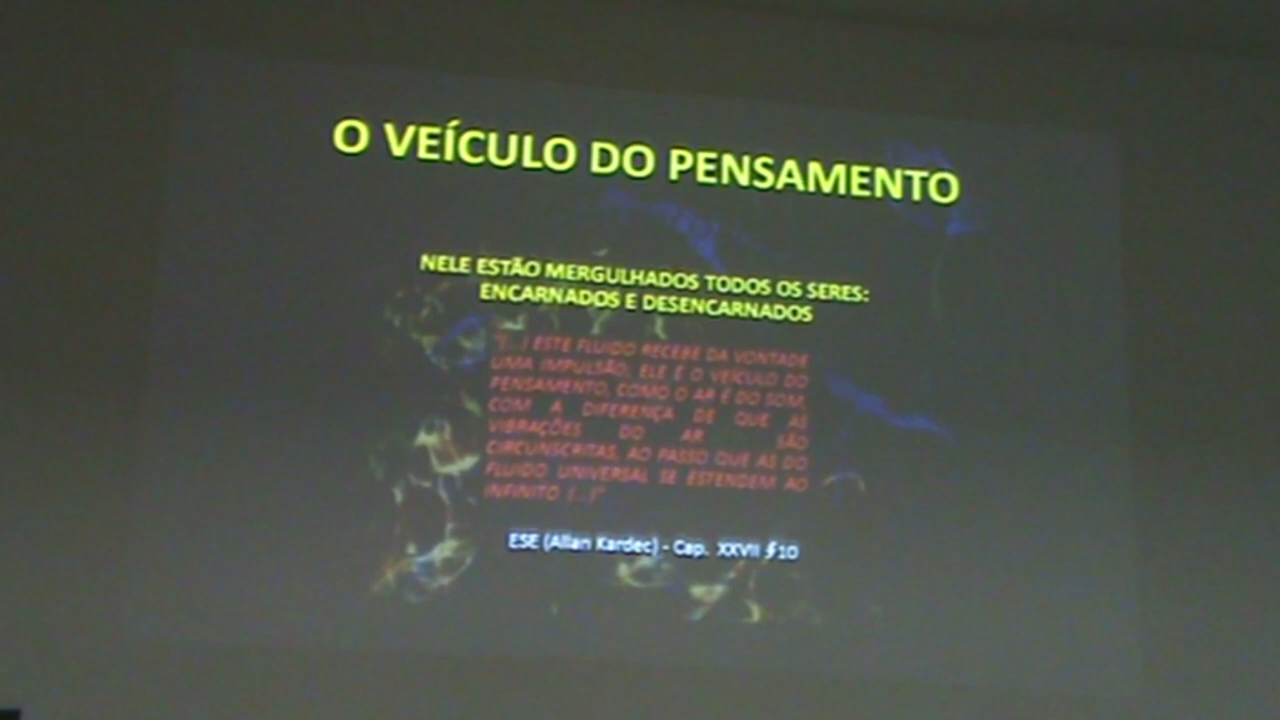 O VEÍCULO DO PENSAMENTO
NELE ESTÃO MERGULHADOS TODOS OS SERES:
ENCARNADOS E DESENCARNADOS
"(...) ESTE FLUIDO RECEBE DA VONTADE
UMA IMPULSÃO, ELE É O VEÍCULO DO
PENSAMENTO, COMO O AR É DO SOM,
COM A DIFERENÇA DE QUE AS
VIBRAÇÕES DO AR SÃO
CIRCUNSCRITAS, AO PASSO QUE AS DO
FLUIDO UNIVERSAL SE ESTENDEM AO
INFINITO (...)"
ESE (Allan Kardec) - Cap. XXVII §10